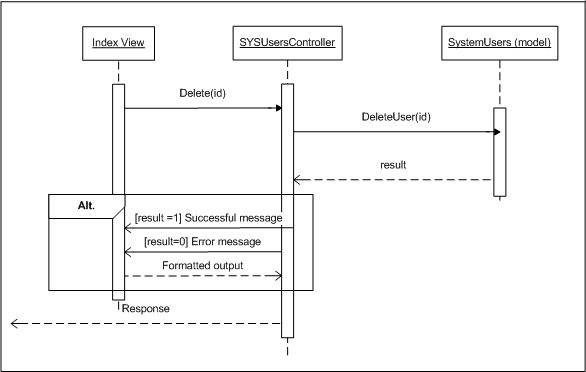 Index View
SYSUsersController
SystemUsers (model)
Delete(id)
DeleteUser(id)
result
Alt.
[result =1] Successful message
[result=0] Error message
Formatted output
Response